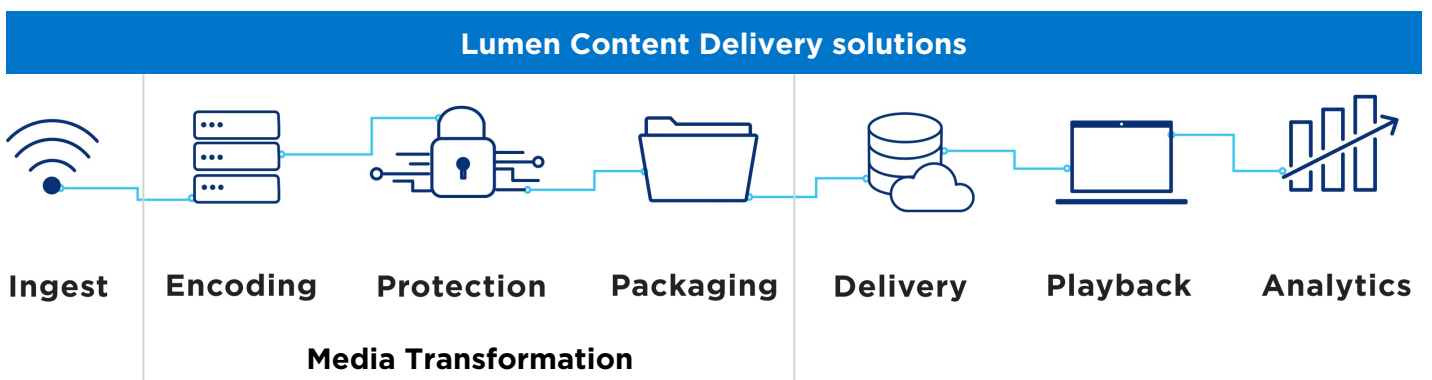 Lumen Content Delivery solutions
Ingest Encoding Protection Packaging Delivery Playback Analytics
Media Transformation